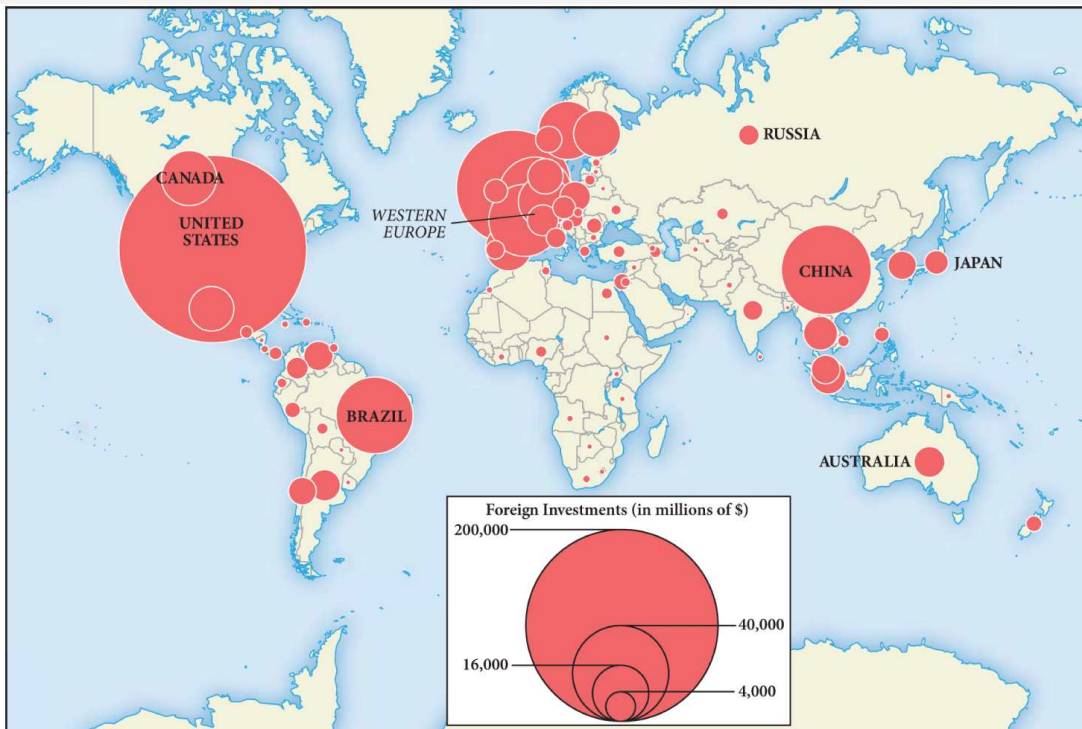 RUSSIA
CANADA
UNITED
STATES
WESTERN
EUROPE
CHINA
JAPAN
BRAZIL
AUSTRALIA
Foreign Investments (in millions of $)
200,000
40,000
16,000
4,000